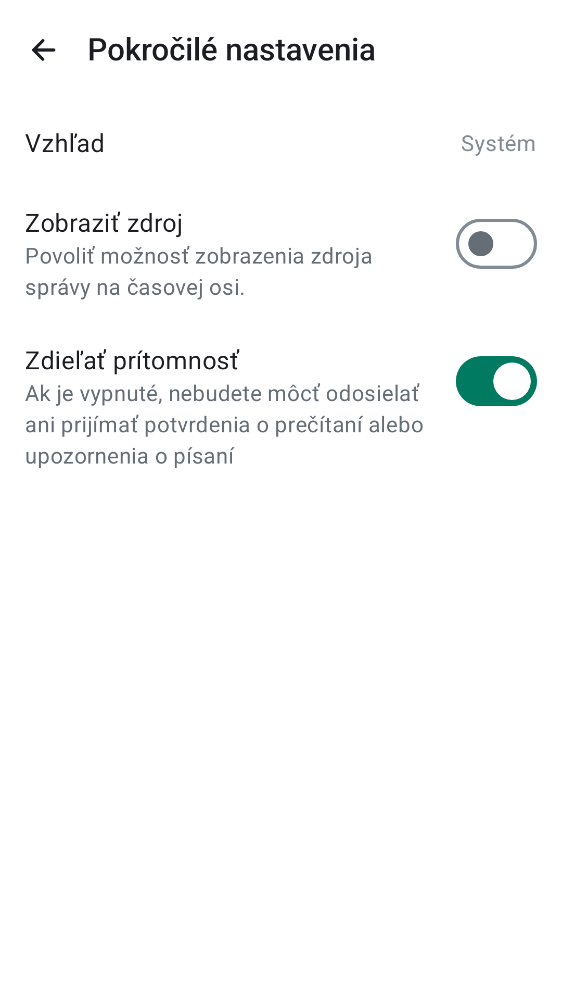 Pokročilé nastavenia
Vzhľad
Systém
Zobraziť zdroj
Povoliť možnosť zobrazenia zdroja
správy na časovej osi.
Zdieľať prítomnosť
Ak je vypnuté, nebudete môcť odosielať
ani prijímať potvrdenia o prečítaní alebo
upozornenia o písaní